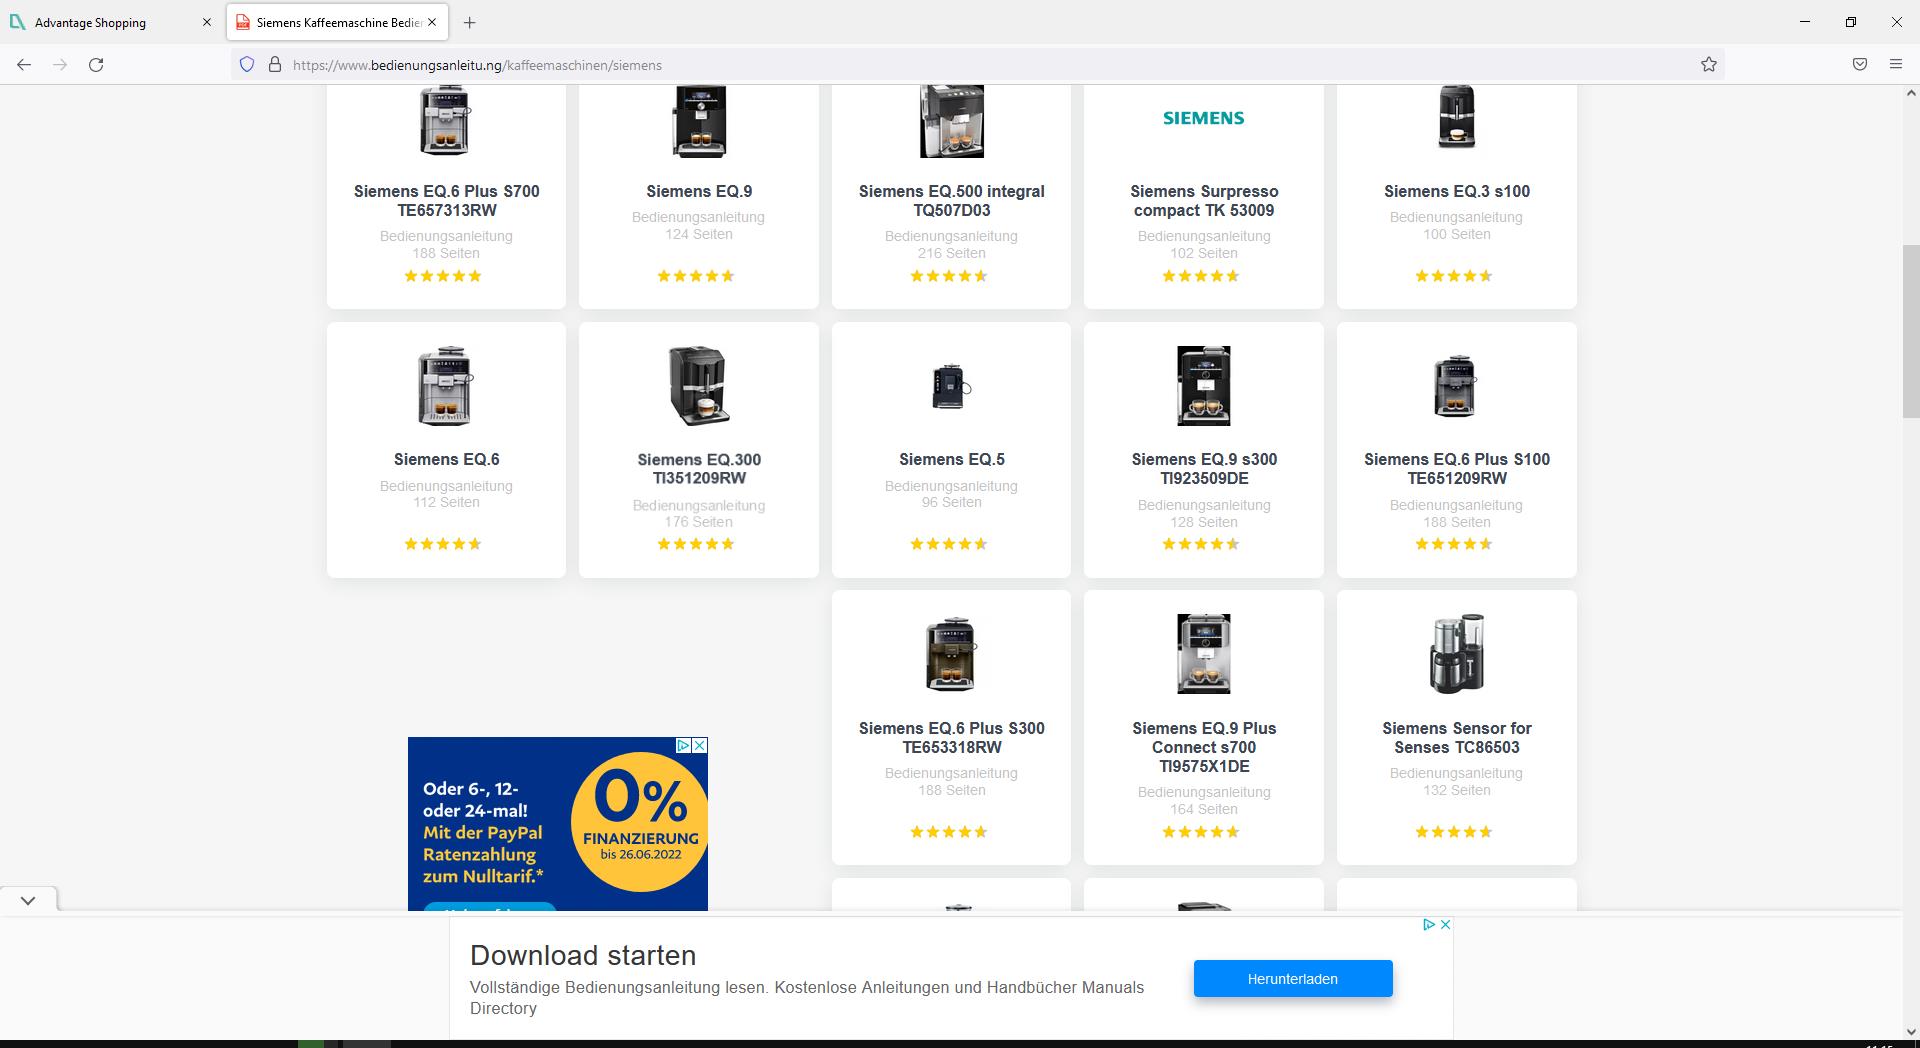 Advantage Shopping
Siemens Kaffeemaschine Bedien
https://www.bedienungsanleitu.ng/kaffeemaschinen/siemens
SIEMENS
Siemens EQ.6 Plus S700
TE657313RW
Bedienungsanleitung
188 Seiten
Siemens EQ.9
Bedienungsanleitung
124 Seiten
Siemens EQ.500 integral
TQ507D03
Bedienungsanleitung
216 Seiten
Siemens Surpresso
compact TK 53009
Bedienungsanleitung
102 Seiten
Siemens EQ.3 s100
Bedienungsanleitung
100 Seiten
Siemens EQ.6
Bedienungsanleitung
112 Seiten
Siemens EQ.300
TI351209RW
Bedienungsanleitung
176 Seiten
Siemens EQ.5
Bedienungsanleitung
96 Seiten
Siemens EQ.9 s300
TI923509DE
Bedienungsanleitung
128 Seiten
Siemens EQ.6 Plus S100
TE651209RW
Bedienungsanleitung
188 Seiten
Siemens EQ.6 Plus S300
TE653318RW
Bedienungsanleitung
188 Seiten
Siemens EQ.9 Plus
Connect s700
TI9575X1DE
Bedienungsanleitung
164 Seiten
Siemens Sensor for
Senses TC86503
Bedienungsanleitung
132 Seiten
Oder 6-, 12-
oder 24-mal!
Mit der PayPal
Ratenzahlung
zum Nulltarif.*
0%
FINANZIERUNG
bis 26.06.2022
Download starten
Vollständige Bedienungsanleitung lesen. Kostenlose Anleitungen und Handbücher Manuals
Directory
Herunterladen